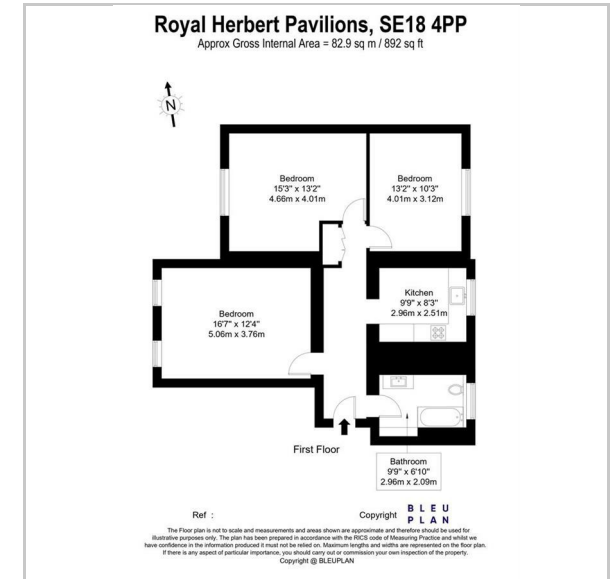 Royal Herbert Pavilions, SE18 4PP
Approx Gross Internal Area = 82.9 sq m / 892 sq ft
N
Bedroom
15'3" x 13'2"
4.66m x 4.01m
Bedroom
13'2" x 10'3"
4.01m x 3.12m
Kitchen
9'9" x 8'3"
2.96m x 2.51m
Bedroom
16'7" x 12'4"
5.06m x 3.76m
First Floor
Bathroom
9'9" x 6'10"
2.96m x 2.09m
Ref :
Copyright
BLEU
PLAN
The Floor plan is not to scale and measurements and areas shown are approximate and therefore should be used for
illustrative purposes only. The plan has been prepared in accordance with the RICS code of Measuring Practice and whilst we
have confidence in the information produced it must not be relied on. Maximum lengths and widths are represented on the floor plan.
If there is any aspect of particular importance, you should carry out or commission your own inspection of the property.
Copyright @ BLEUPLAN